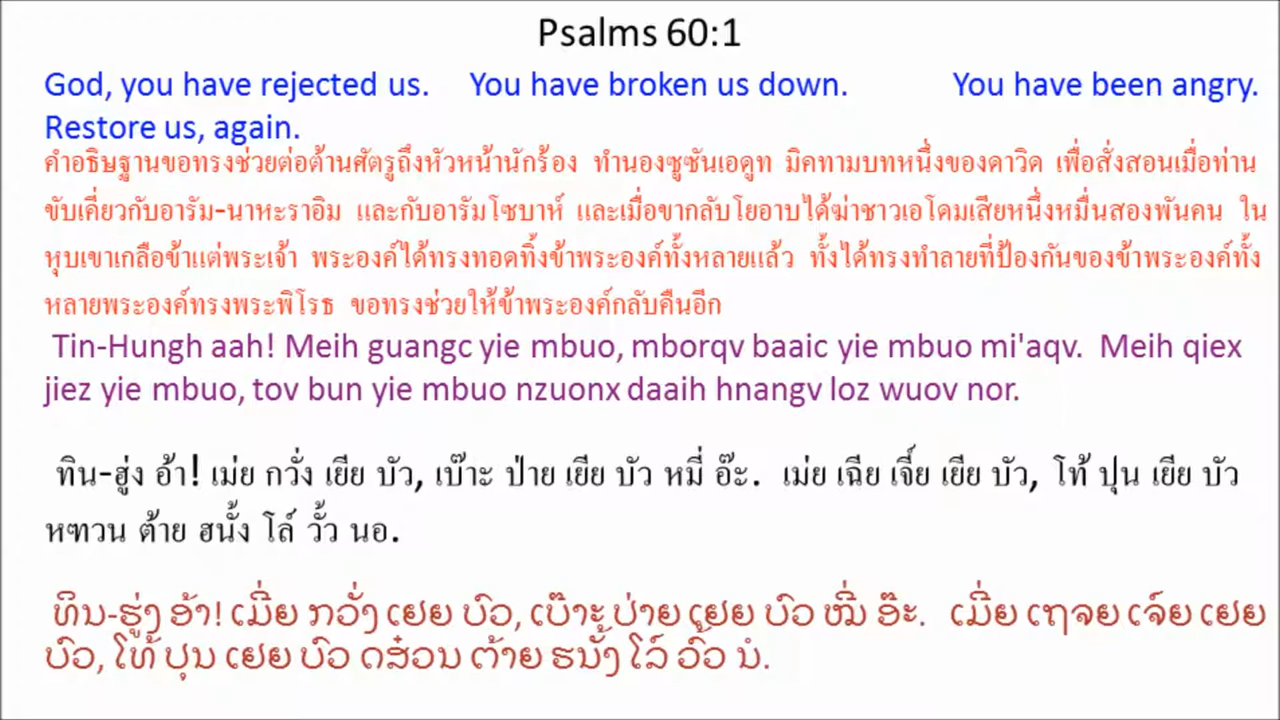 Psalms 60:1
God, you have rejected us. You have broken us down. You have been angry.
Restore us, again.
คำอธิษฐานขอทรงช่วยต่อต้านศัตรูถึงหัวหน้านักร้อง ทำนองซูซันเอดูท มิคทามบทหนึ่งของดาวิด เพื่อสั่งสอนเมื่อท่าน
ขับเคี่ยวกับอารัม-นาหะราอิม และกับอารัมโซบาห์ และเมื่อขากลับโยอาบได้ฆ่าชาวเอโดมเสียหนึ่งหมื่นสองพันคน ใน
หุบเขาเกลือข้าแต่พระเจ้า พระองค์ได้ทรงทอดทิ้งข้าพระองค์ทั้งหลายแล้ว ทั้งได้ทรงทำลายที่ป้องกันของข้าพระองค์ทั้ง
หลายพระองค์ทรงพระพิโรธ ขอทรงช่วยให้ข้าพระองค์กลับคืนอีก
Tin-Hungh aah! Meih guangc yie mbuo, mborqv baaic yie mbuo mi'aqv. Meih qiex
jiez yie mbuo, tov bun yie mbuo nzuonx daaih hnangv loz wuov nor.
ทิน-ฮู่ง อ้า! เม่ย กวั่ง เยีย บัว, เบ๊าะ ป่าย เยีย บัว หมี่ อ๊ะ. เม่ย เฉีย เจี์ย เยีย บัว, โท้ ปุน เยีย บัว
หฑวน ต้าย ฮนั้ง โล์ วั้ว นอ.
ທິນ-ຮູ່ງ ອ້າ! ເມີ່ຍ ກວັ່ງ ເຢຍ ບົວ, ເບ໊າະ ປ່າຍ ເຢຍ ບົວ ໝີ່ ອ໊ະ. ເມີ່ຍ ເຖຈຍ ເຈ໌ຍ ເຢຍ
ບົວ, ໂທ້ ປຸນ ເຢຍ ບົວ ດສ໋ວນ ຕ້າຍ ຮນັ້ງ ໂລ໌ ວົ້ວ ນໍ.